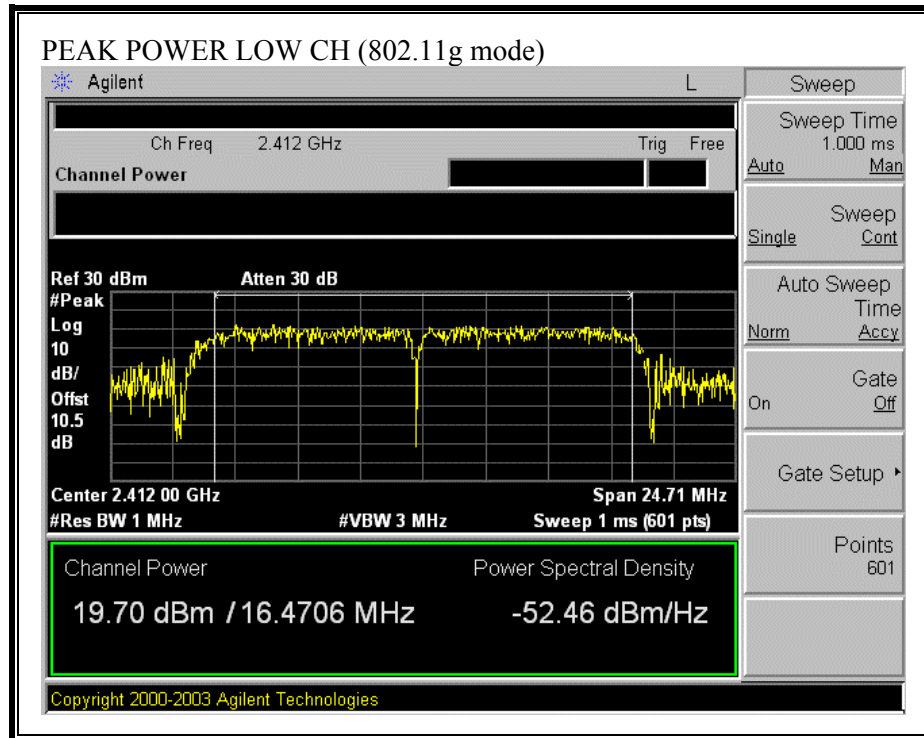 PEAK POWER LOW CH (802.11g mode)
Agilent L Sweep
Ch Freq 2.412 GHz Trig Free
Channel Power
Sweep Time
1.000 ms
Auto Man
Sweep
Single Cont
Ref 30 dBm Atten 30 dB
#Peak
Log
10
dB/
Offst
10.5
dB
Auto Sweep
Time
Norm Accy
Gate
On Off
Gate Setup
Center 2.412 00 GHz Span 24.71 MHz
#Res BW 1 MHz #VBW 3 MHz Sweep 1 ms (601 pts)
Points
601
Channel Power Power Spectral Density
19.70 dBm / 16.4706 MHz -52.46 dBm/Hz
Copyright 2000-2003 Agilent Technologies